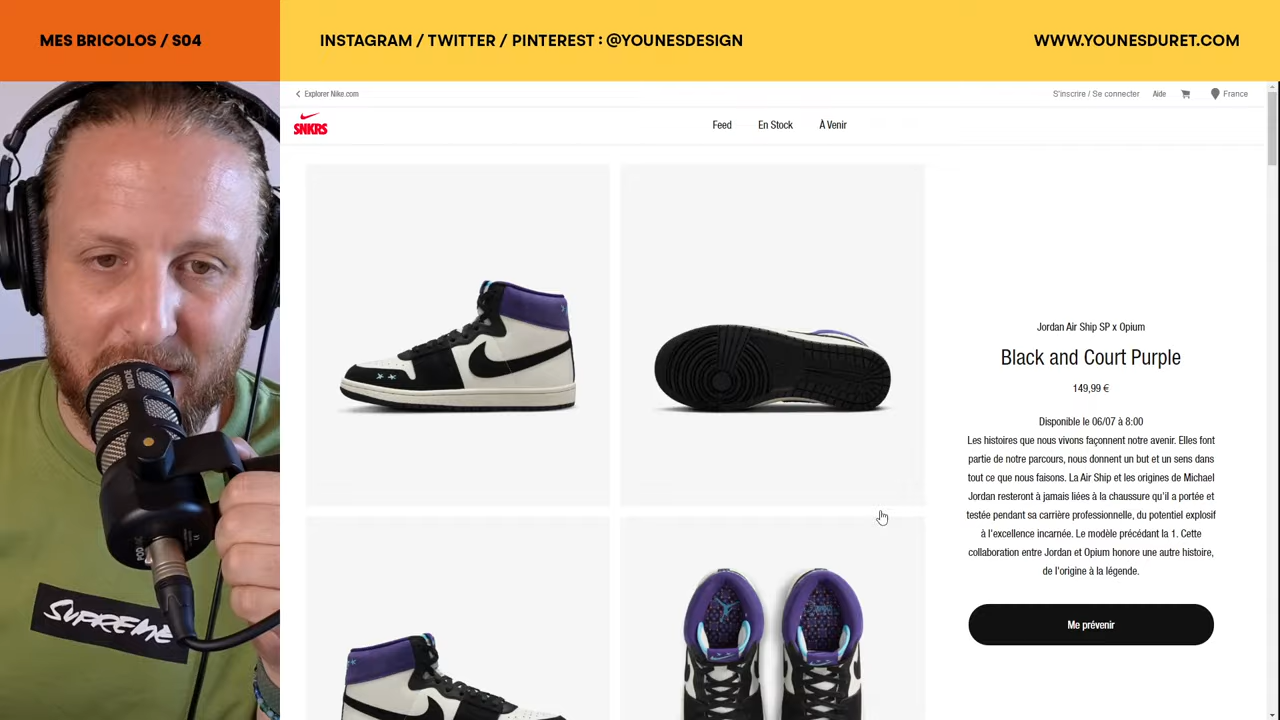 MES BRICOLOS / S04
INSTAGRAM / TWITTER / PINTEREST : @YOUNESDESIGN
WWW.YOUNESDURET.COM
Explorer Nike.com
S'inscrire / Se connecter
Aide
France
SNKRS
Feed
En Stock
À Venir
Jordan Air Ship SP x Opium
Black and Court Purple
149,99 €
Disponible le 06/07 à 8:00
Les histoires que nous vivons façonnent notre avenir. Elles font
partie de notre parcours, nous donnent un but et un sens dans
tout ce que nous faisons. La Air Ship et les origines de Michael
Jordan resteront à jamais liées à la chaussure qu'il a portée et
testée pendant sa carrière professionnelle, du potentiel explosif
à l'excellence incarnée. Le modèle précédant la 1. Cette
collaboration entre Jordan et Opium honore une autre histoire,
de l'origine à la légende.
Me prévenir
RØDE
SUPREME